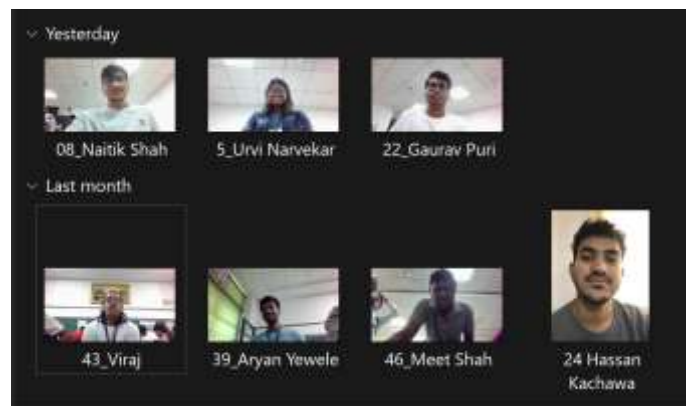 Yesterday
08_Naitik Shah
5_Urvi Narvekar
22_Gaurav Puri
Last month
43_Viraj
39_Aryan Yewele
46_Meet Shah
24 Hassan
Kachawa